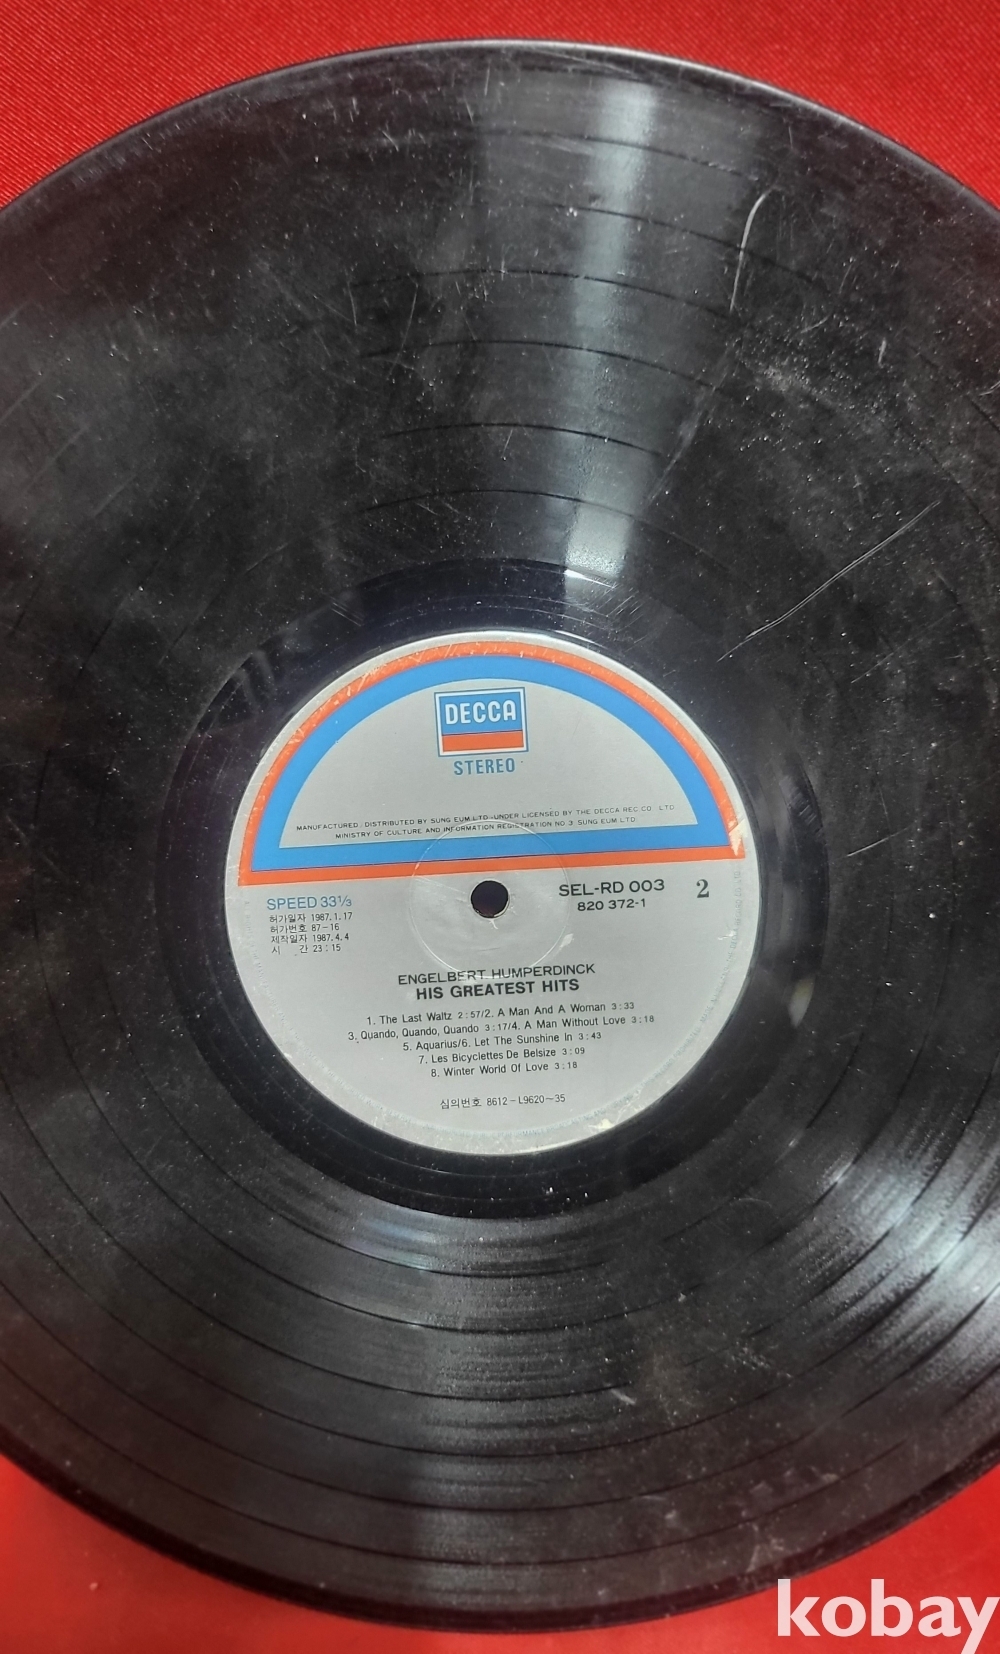 DECCA
STEREO
MANUFACTURED, DISTRIBUTED BY SUNG EUM LTD-UNDER LICENSED BY THE DECCA REC. CO. LTD
MINISTRY OF CULTURE AND INFORMATION REGISTRATION NO. 3 SUNG EUM LTD.
SPEED 33⅓
허가일자 1987.1.17
허가번호 87-16
제작일자 1987.4.4
시 간 23:15
SEL-RD 003 2
820 372-1
ENGELBERT HUMPERDINCK
HIS GREATEST HITS
1. The Last Waltz 2:57/2. A Man And A Woman 3:33
3. Quando, Quando, Quando 3:17/4. A Man Without Love 3:18
5. Aquarius/6. Let The Sunshine In 3:43
7. Les Bicyclettes De Belsize 3:09
8. Winter World Of Love 3:18
심의번호 8612-L9620~35
kobay